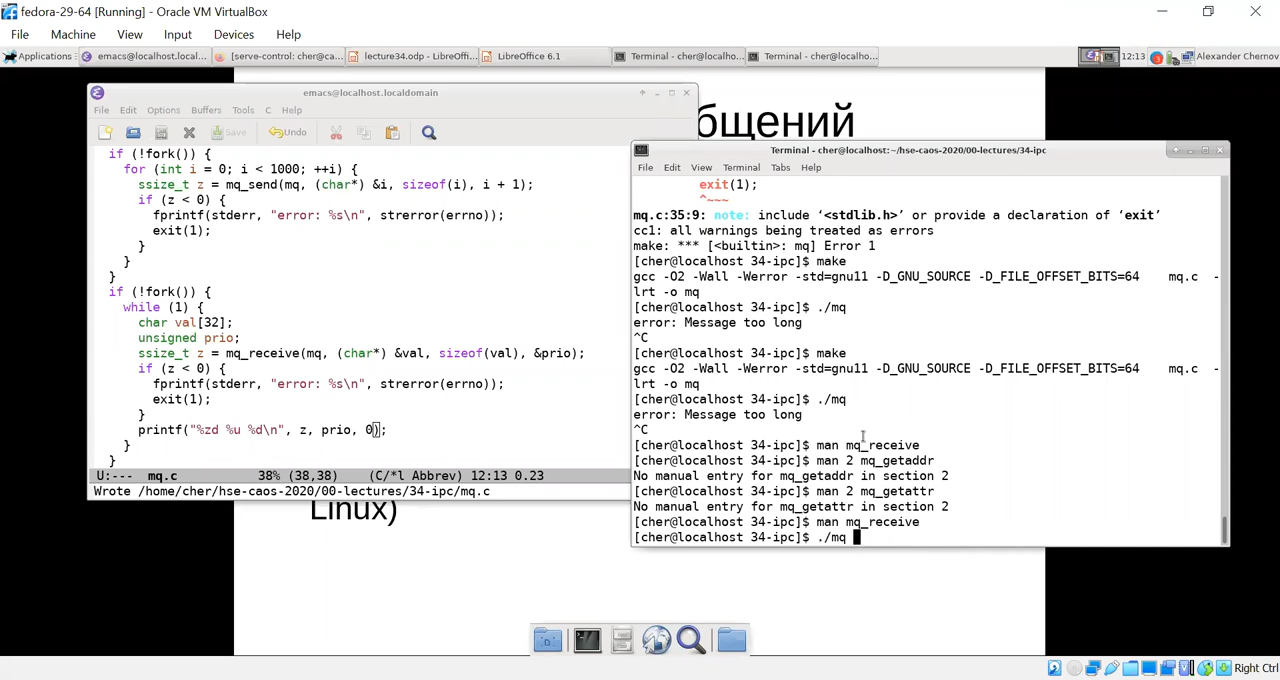 fedora-29-64 [Running] - Oracle VM VirtualBox
File Machine View Input Devices Help
Applications emacs@localhost.local... [serve-control: cher@ca... lecture34.odp - LibreOffi... LibreOffice 6.1 Terminal - cher@localho... Terminal - cher@localho... 12:13 Alexander Chernov
emacs@localhost.localdomain
File Edit Options Buffers Tools C Help
Save Undo
if (!fork()) {
for (int i = 0; i < 1000; ++i) {
ssize_t z = mq_send(mq, (char*) &i, sizeof(i), i + 1);
if (z < 0) {
fprintf(stderr, "error: %s\n", strerror(errno));
exit(1);
}
}
}
if (!fork()) {
while (1) {
char val[32];
unsigned prio;
ssize_t z = mq_receive(mq, (char*) &val, sizeof(val), &prio);
if (z < 0) {
fprintf(stderr, "error: %s\n", strerror(errno));
exit(1);
}
printf("%zd %u %d\n", z, prio, 0);
}
}
U:--- mq.c 38% (38,38) (C/*l Abbrev) 12:13 0.23
Wrote /home/cher/hse-caos-2020/00-lectures/34-ipc/mq.c
бщений
Linux)
Terminal - cher@localhost:~/hse-caos-2020/00-lectures/34-ipc
File Edit View Terminal Tabs Help
exit(1);
^~~~
mq.c:35:9: note: include ‘<stdlib.h>’ or provide a declaration of ‘exit’
cc1: all warnings being treated as errors
make: *** [<builtin>: mq] Error 1
[cher@localhost 34-ipc]$ make
gcc -O2 -Wall -Werror -std=gnu11 -D_GNU_SOURCE -D_FILE_OFFSET_BITS=64 mq.c -
lrt -o mq
[cher@localhost 34-ipc]$ ./mq
error: Message too long
^C
[cher@localhost 34-ipc]$ make
gcc -O2 -Wall -Werror -std=gnu11 -D_GNU_SOURCE -D_FILE_OFFSET_BITS=64 mq.c -
lrt -o mq
[cher@localhost 34-ipc]$ ./mq
error: Message too long
^C
[cher@localhost 34-ipc]$ man mq_receive
[cher@localhost 34-ipc]$ man 2 mq_getaddr
No manual entry for mq_getaddr in section 2
[cher@localhost 34-ipc]$ man 2 mq_getattr
No manual entry for mq_getattr in section 2
[cher@localhost 34-ipc]$ man mq_receive
[cher@localhost 34-ipc]$ ./mq
Right Ctrl